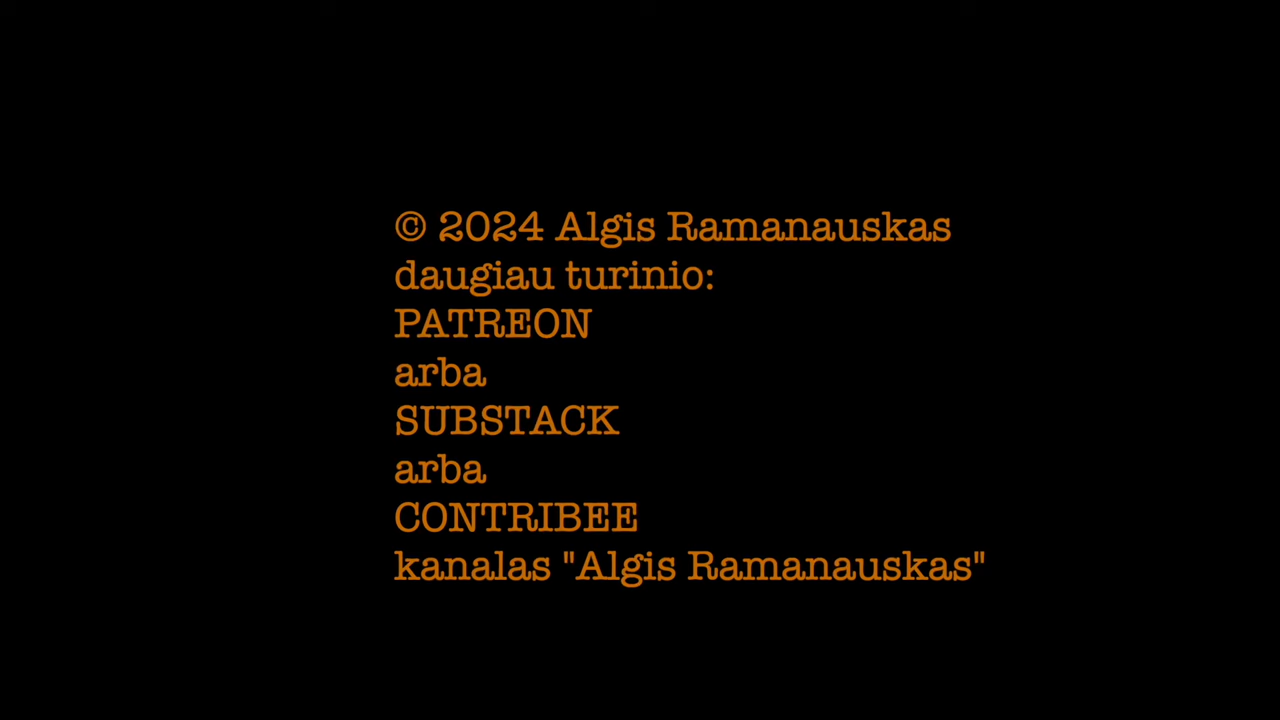 © 2024 Algis Ramanauskas
daugiau turinio:
PATREON
arba
SUBSTACK
arba
CONTRIBEE
kanalas "Algis Ramanauskas"